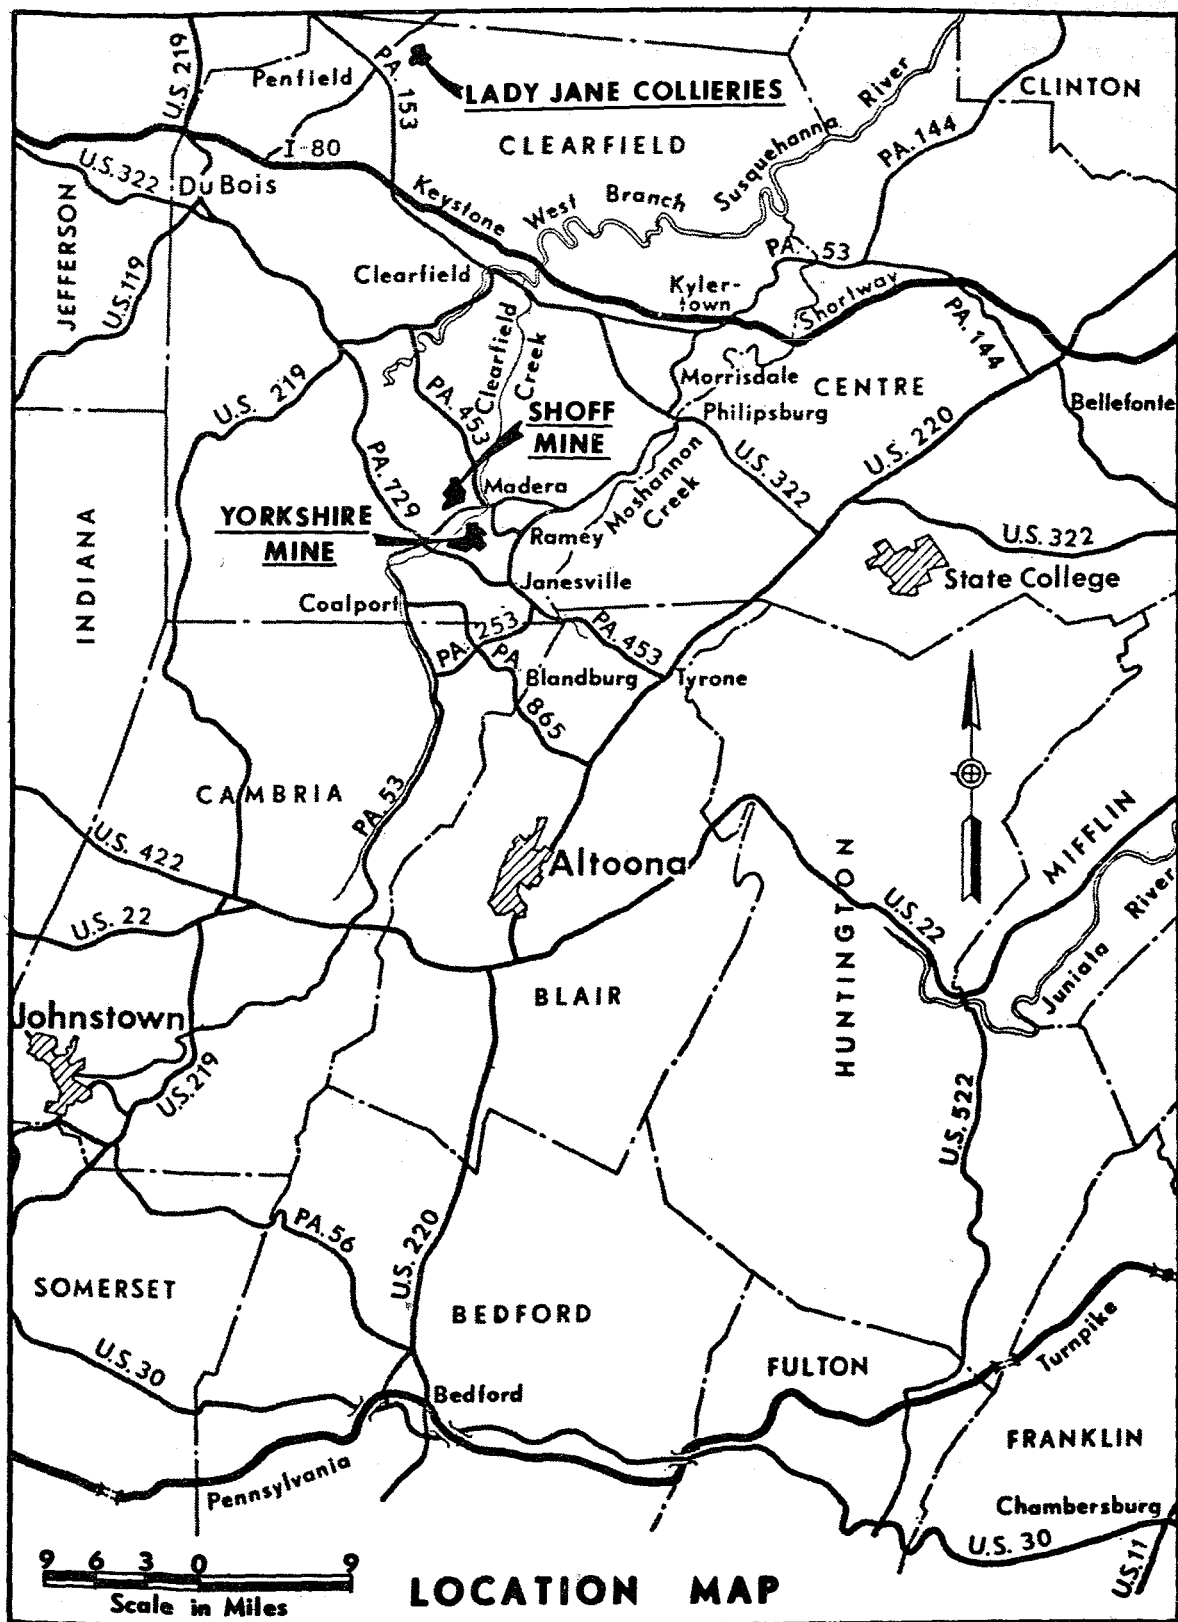 U.S. 219
Penfield
PA. 153
LADY JANE COLLIERIES
CLEARFIELD
CLINTON
River
Susquehanna
Branch
West
PA. 144
I-80
U.S. 322
Du Bois
Keystone
JEFFERSON
U.S. 119
Clearfield
PA. 53
Kyler-
town
Shortway
PA. 144
Clearfield
Creek
Morrisdale
CENTRE
Philipsburg
Bellefonte
U.S. 219
PA. 453
SHOFF
MINE
U.S. 220
U.S. 322
PA. 729
Madera
Moshannon
Creek
YORKSHIRE
MINE
Ramey
U.S. 322
State College
INDIANA
Janesville
Coalport
PA. 253
PA. 453
PA
865
Blandburg
Tyrone
CAMBRIA
PA. 53
U.S. 422
Altoona
HUNTINGTON
MIFFLIN
U.S. 22
U.S. 22
River
Juniata
BLAIR
Johnstown
U.S. 219
U.S. 522
PA. 56
U.S. 220
SOMERSET
BEDFORD
FULTON
Turnpike
U.S. 30
Bedford
FRANKLIN
Pennsylvania
Chambersburg
U.S. 30
U.S. 11
9 6 3 0 9
Scale in Miles
LOCATION MAP